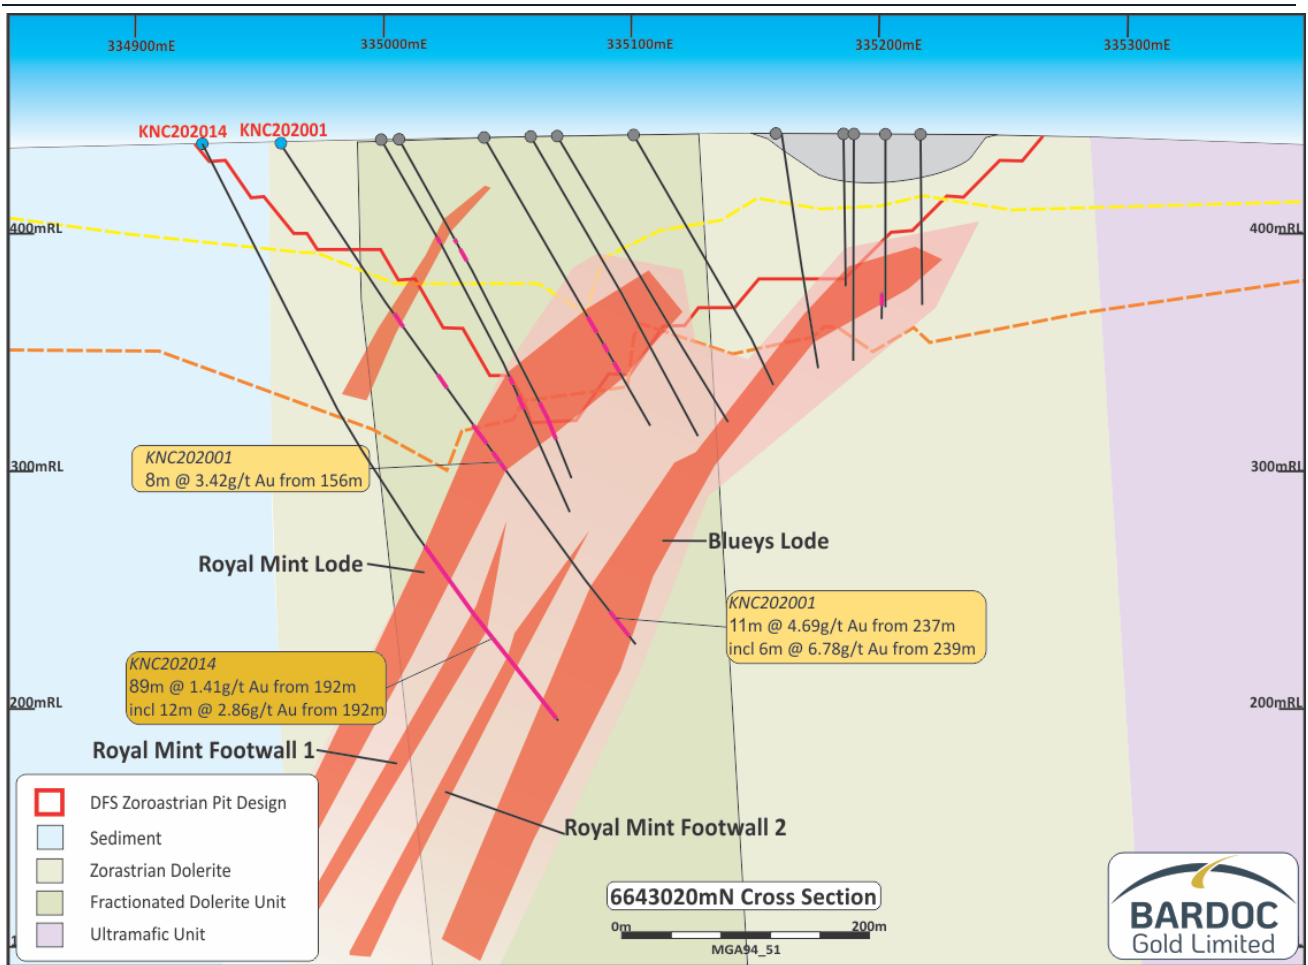 334900mE
335000mE
335100mE
335200mE
335300mE
KNC202014
KNC202001
400mRL
400mRL
KNC202001
8m @ 3.42g/t Au from 156m
300mRL
300mRL
Blueys Lode
Royal Mint Lode
KNC202001
11m @ 4.69g/t Au from 237m
incl 6m @ 6.78g/t Au from 239m
KNC202014
89m @ 1.41g/t Au from 192m
incl 12m @ 2.86g/t Au from 192m
200mRL
200mRL
Royal Mint Footwall 1
DFS Zoroastrian Pit Design
Sediment
Zorastrian Dolerite
Fractionated Dolerite Unit
Ultramafic Unit
Royal Mint Footwall 2
6643020mN Cross Section
0m
200m
MGA94_51
BARDOC
Gold Limited